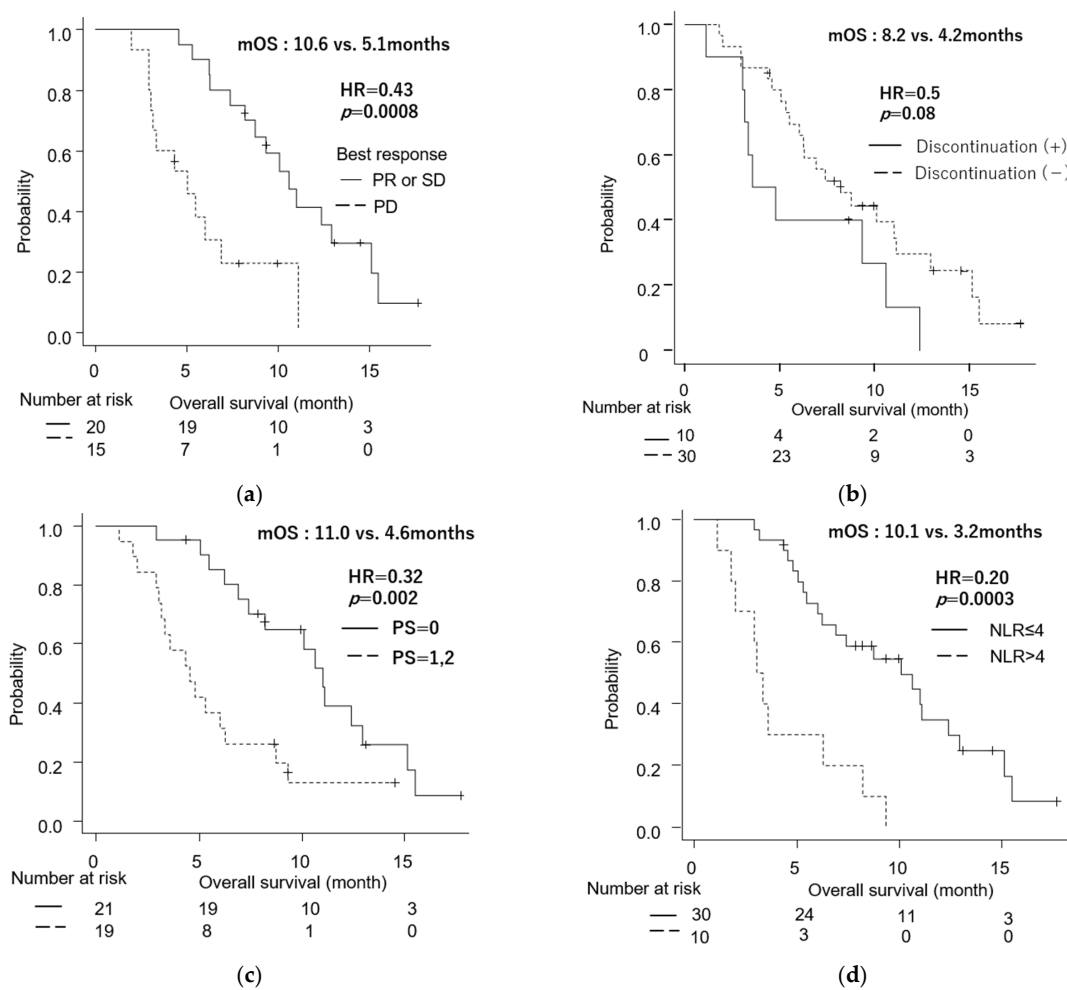 mOS : 10.6 vs. 5.1months
HR=0.43
p=0.0008
Best response
PR or SD
PD
Probability
1.0
0.8
0.6
0.4
0.2
0.0
0 5 10 15
Number at risk Overall survival (month)
20 19 10 3
15 7 1 0
(a)
mOS : 8.2 vs. 4.2months
HR=0.5
p=0.08
Discontinuation (+)
Discontinuation (−)
Probability
1.0
0.8
0.6
0.4
0.2
0
0 5 10 15
Number at risk Overall survival (month)
10 4 2 0
30 23 9 3
(b)
mOS : 11.0 vs. 4.6months
HR=0.32
p=0.002
PS=0
PS=1,2
Probability
1.0
0.8
0.6
0.4
0.2
0.0
0 5 10 15
Number at risk Overall survival (month)
21 19 10 3
19 8 1 0
(c)
mOS : 10.1 vs. 3.2months
HR=0.20
p=0.0003
NLR≤4
NLR>4
Probability
1.0
0.8
0.6
0.4
0.2
0.0
0 5 10 15
Number at risk Overall survival (month)
30 24 11 3
10 3 0 0
(d)